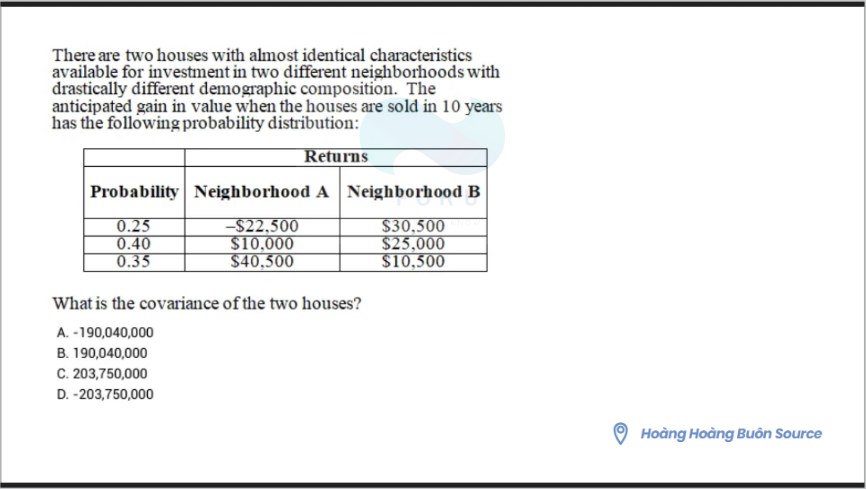 There are two houses with almost identical characteristics
available for investment in two different neighborhoods with
drastically different demographic composition. The
anticipated gain in value when the houses are sold in 10 years
has the following probability distribution:
Returns
Probability Neighborhood A Neighborhood B
0.25 –$22,500 $30,500
0.40 $10,000 $25,000
0.35 $40,500 $10,500
What is the covariance of the two houses?
A. -190,040,000
B. 190,040,000
C. 203,750,000
D. -203,750,000
Hoàng Hoàng Buôn Source